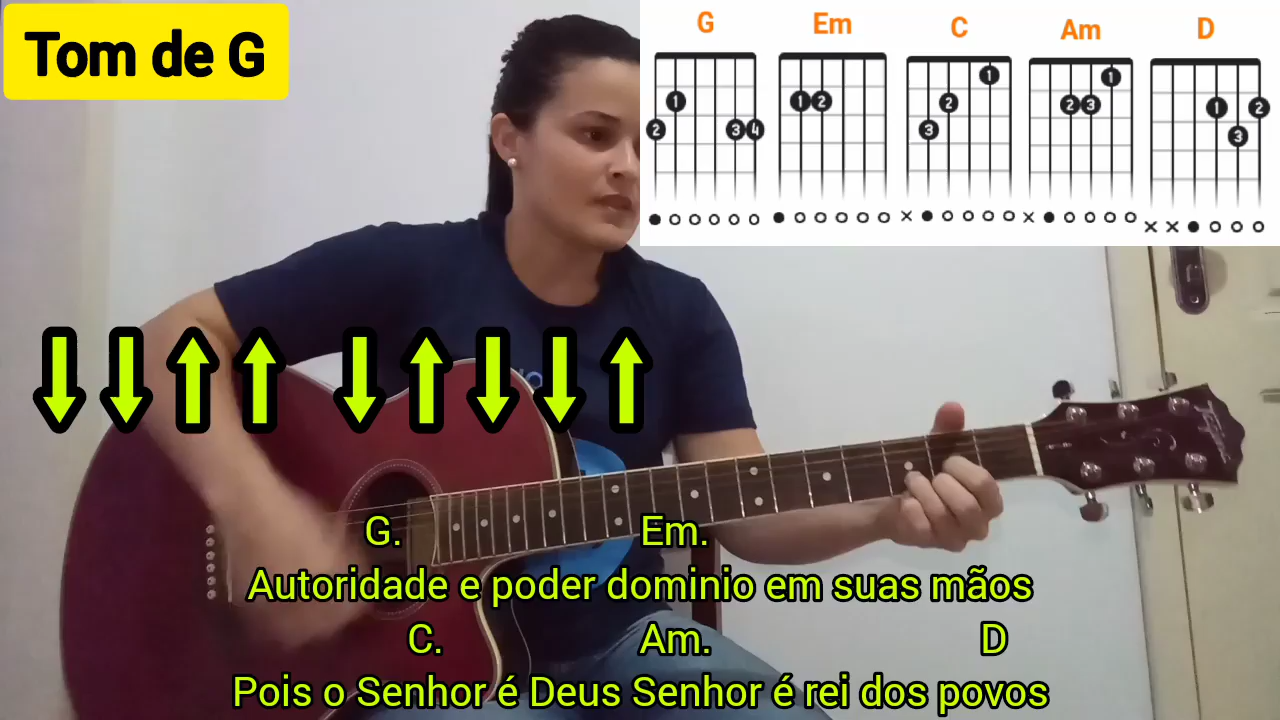 Tom de G
G Em C Am D
G. Em.
Autoridade e poder dominio em suas mãos
C. Am. D
Pois o Senhor é Deus Senhor é rei dos povos